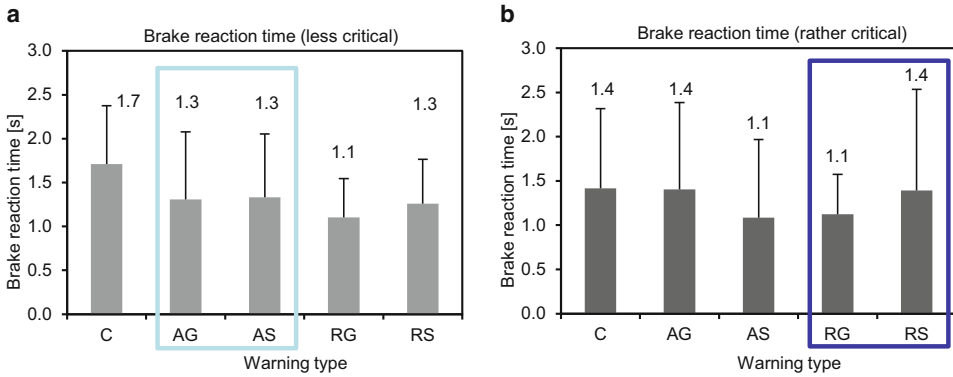 a
Brake reaction time (less critical)
Brake reaction time [s]
3.0
2.5
2.0
1.5
1.0
0.5
0.0
1.7
1.3
1.3
1.1
1.3
C AG AS RG RS
Warning type
b
Brake reaction time (rather critical)
Brake reaction time [s]
3.0
2.5
2.0
1.5
1.0
0.5
0.0
1.4
1.4
1.1
1.1
1.4
C AG AS RG RS
Warning type